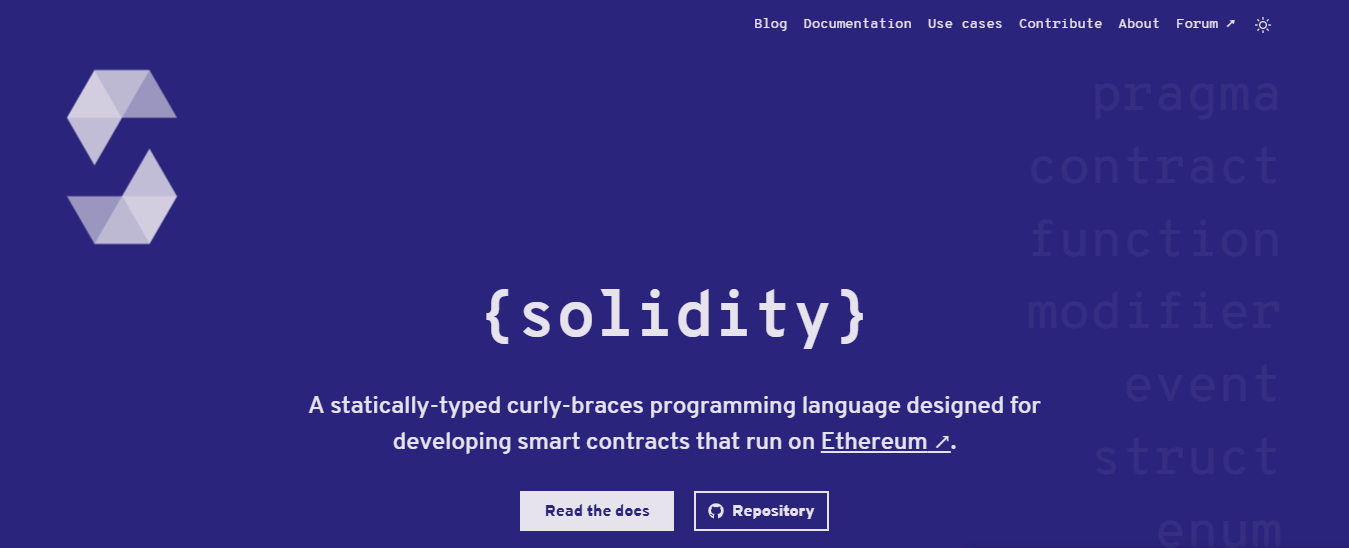 Blog Documentation Use cases Contribute About Forum ↗
pragma
contract
function
modifier
event
struct
enum
{solidity}
A statically-typed curly-braces programming language designed for
developing smart contracts that run on Ethereum ↗.
Read the docs Repository